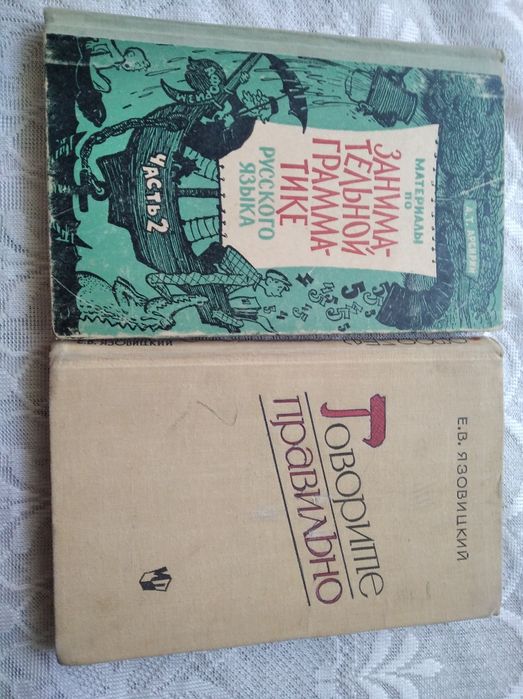 А.Т. АРСИРИЙ
МАТЕРИАЛЫ
ПО
ЗАНИМА-
ТЕЛЬНОЙ
ГРАММА-
ТИКЕ
РУССКОГО
ЯЗЫКА
ЧАСТЬ 2
Е.В. ЯЗОВИЦКИЙ
Е.В. ЯЗОВИЦКИЙ
Говорите
правильно